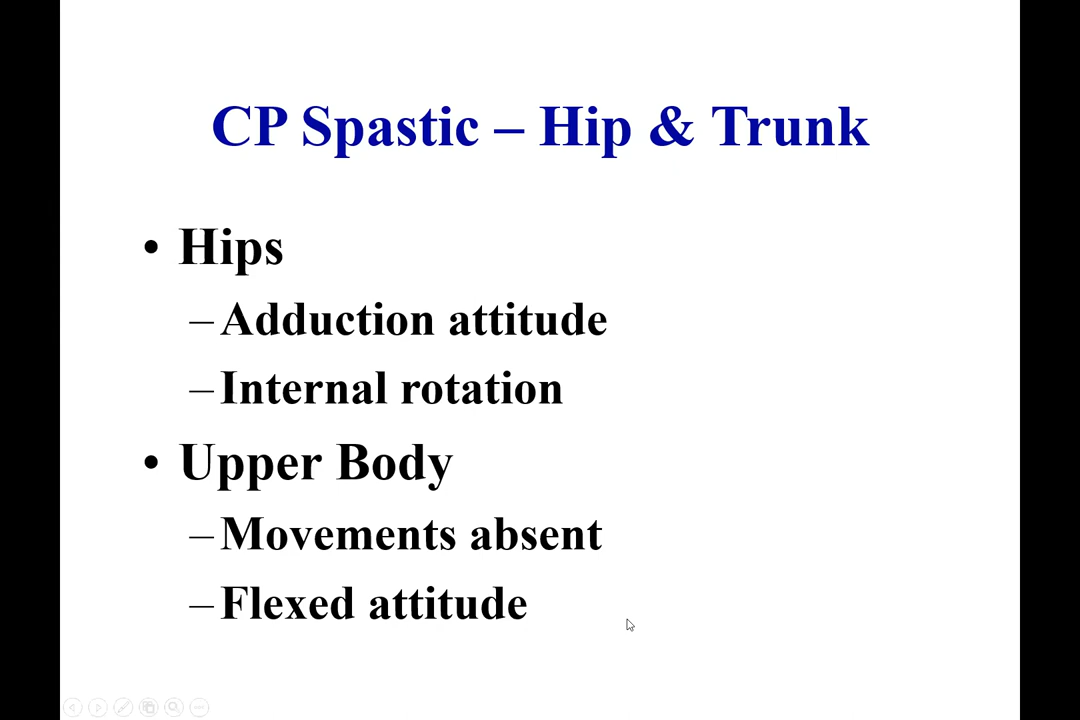 CP Spastic – Hip & Trunk
• Hips
–Adduction attitude
–Internal rotation
• Upper Body
–Movements absent
–Flexed attitude